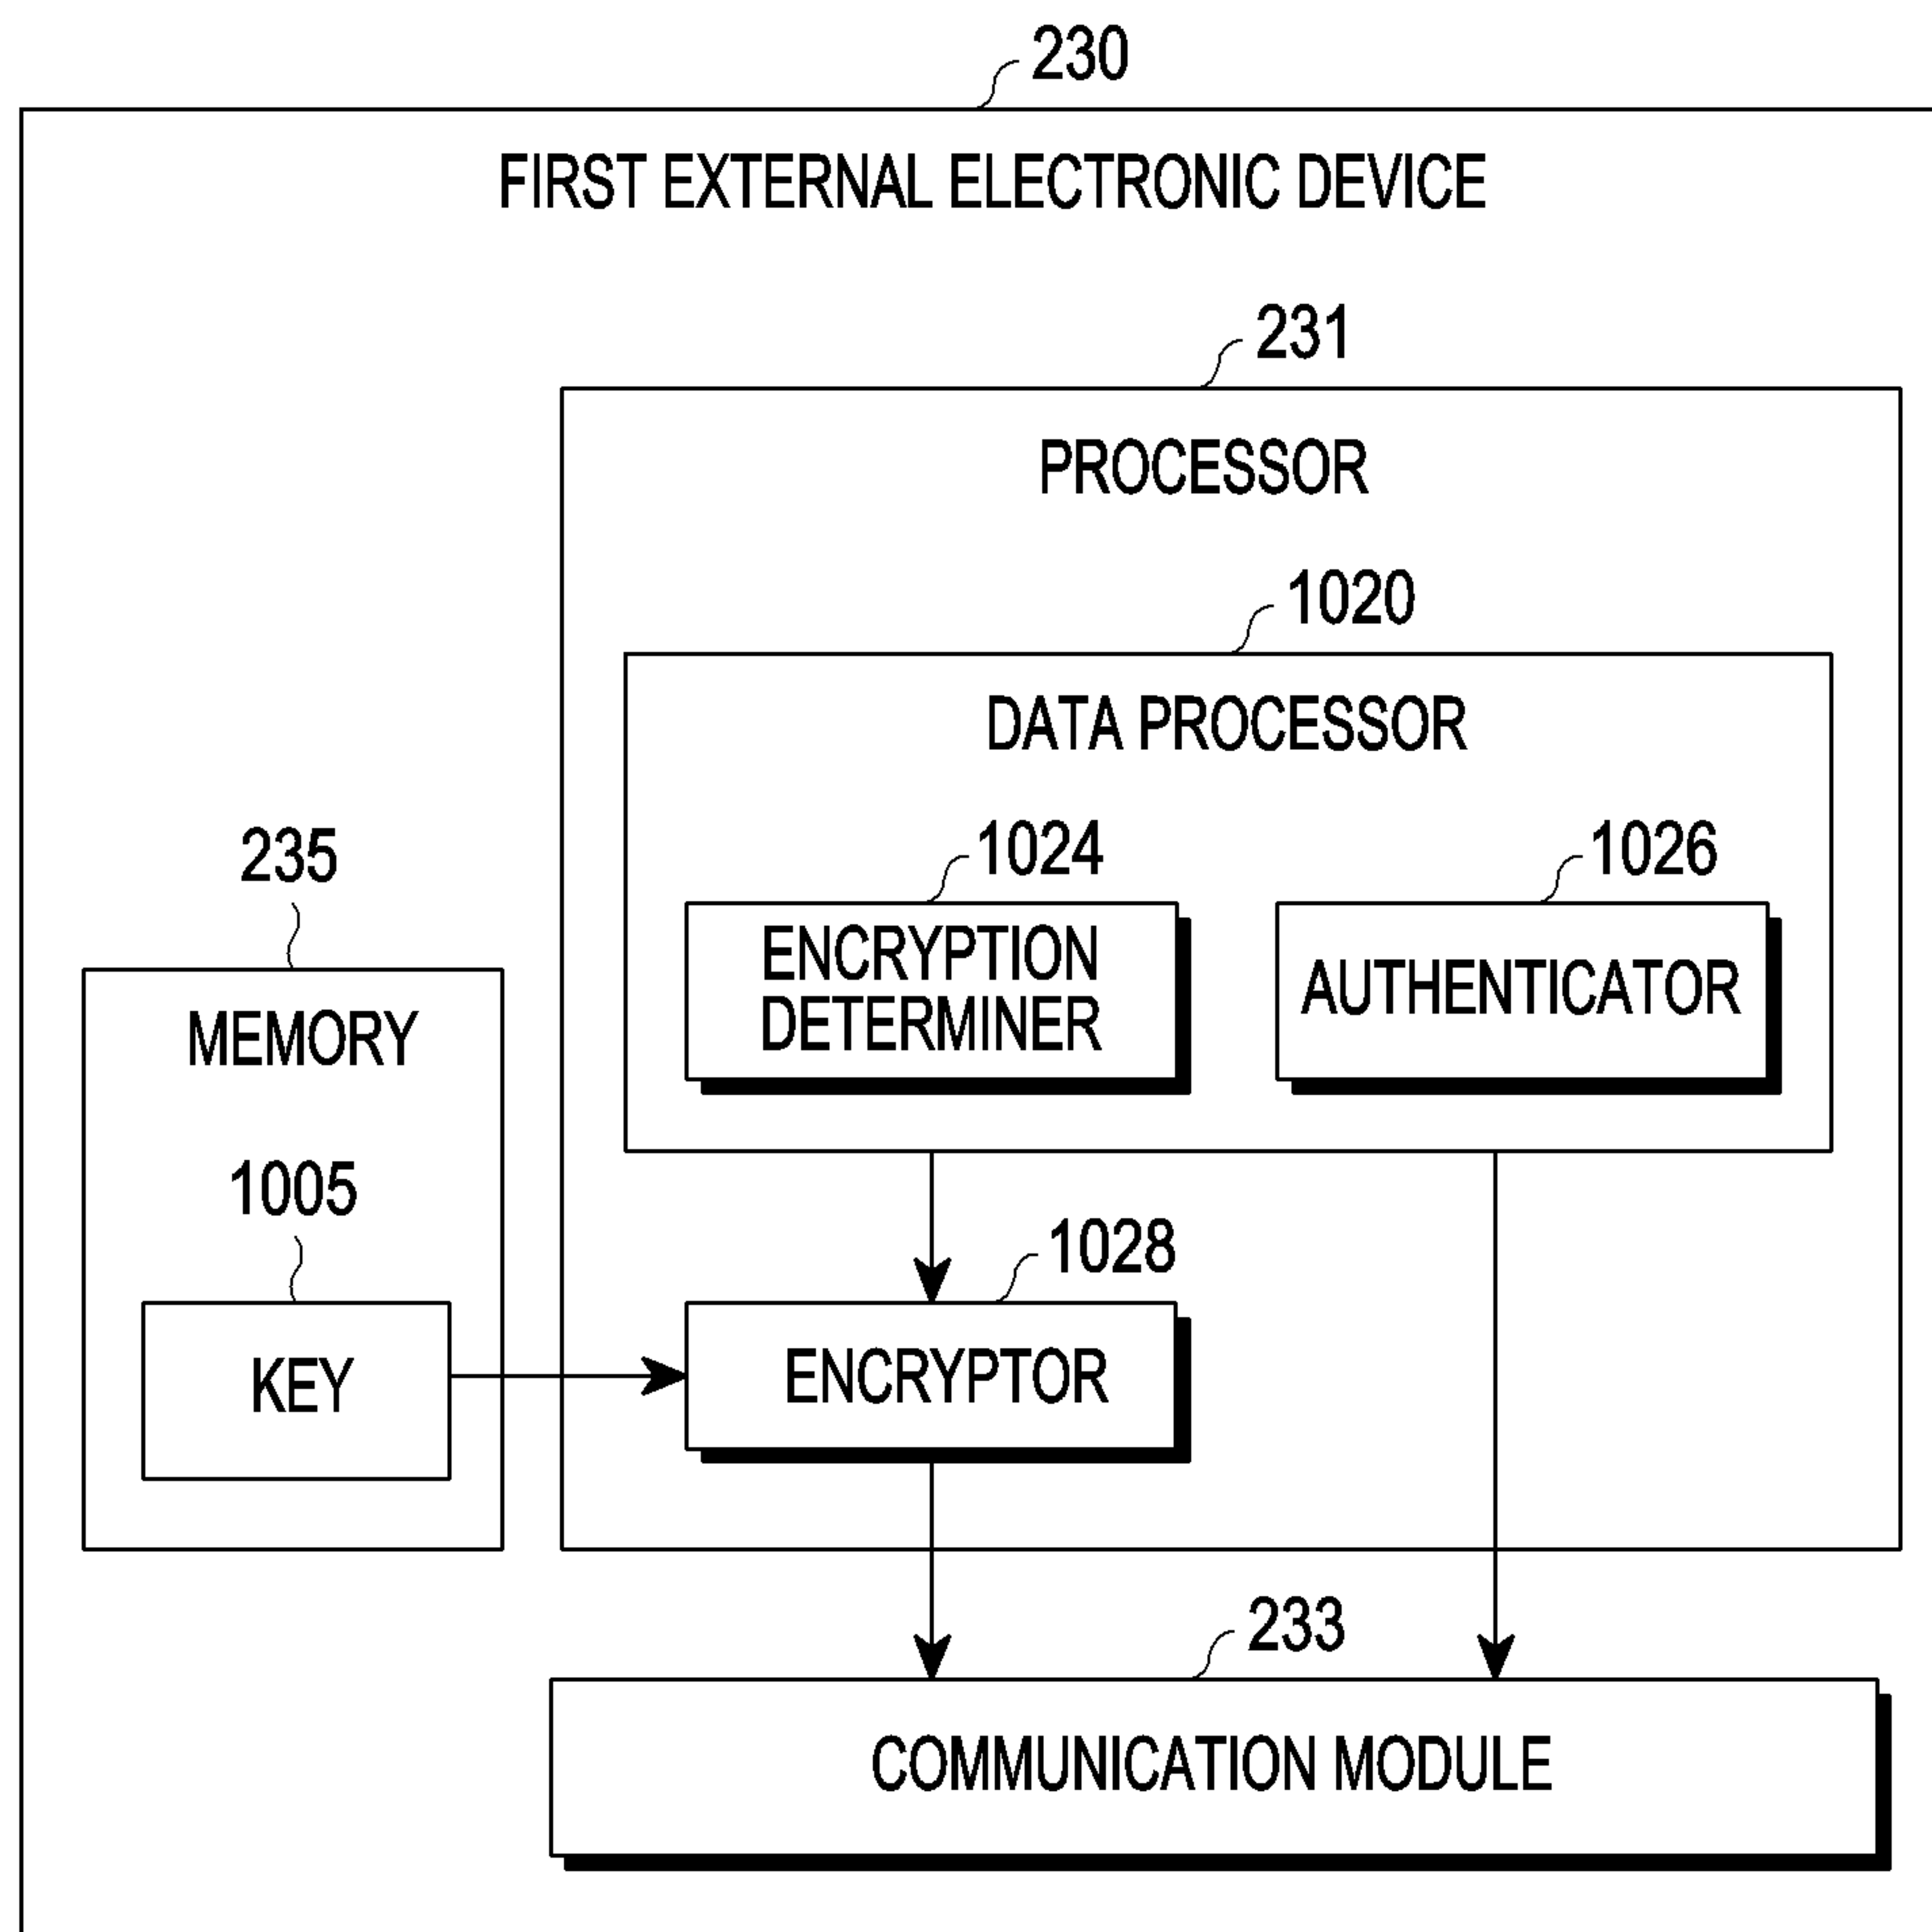 230
FIRST EXTERNAL ELECTRONIC DEVICE
231
PROCESSOR
1020
DATA PROCESSOR
235
1024
1026
ENCRYPTION
DETERMINER
AUTHENTICATOR
MEMORY
1005
1028
KEY
ENCRYPTOR
233
COMMUNICATION MODULE